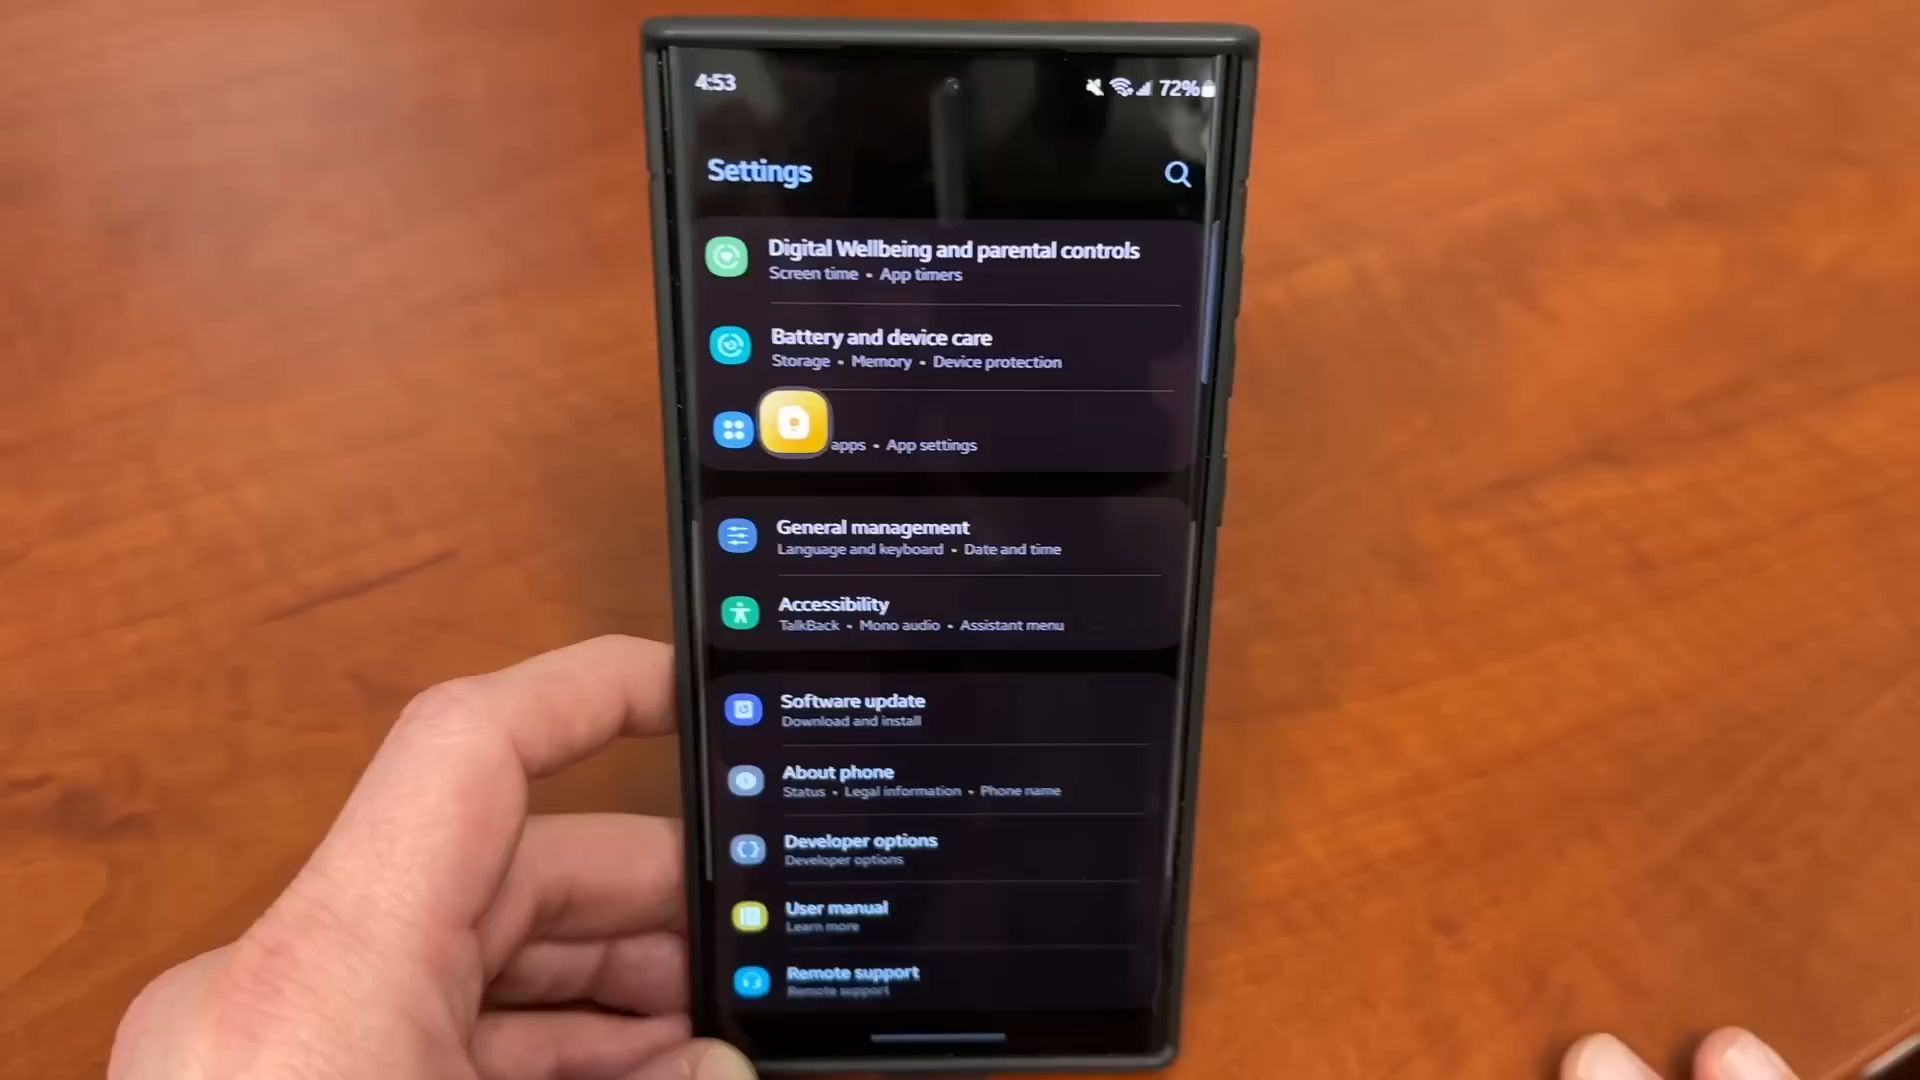 4:53
72%
Settings
Digital Wellbeing and parental controls
Screen time • App timers
Battery and device care
Storage • Memory • Device protection
apps • App settings
General management
Language and keyboard • Date and time
Accessibility
TalkBack • Mono audio • Assistant menu
Software update
Download and install
About phone
Status • Legal information • Phone name
Developer options
Developer options
User manual
Learn more
Remote support
Remote support